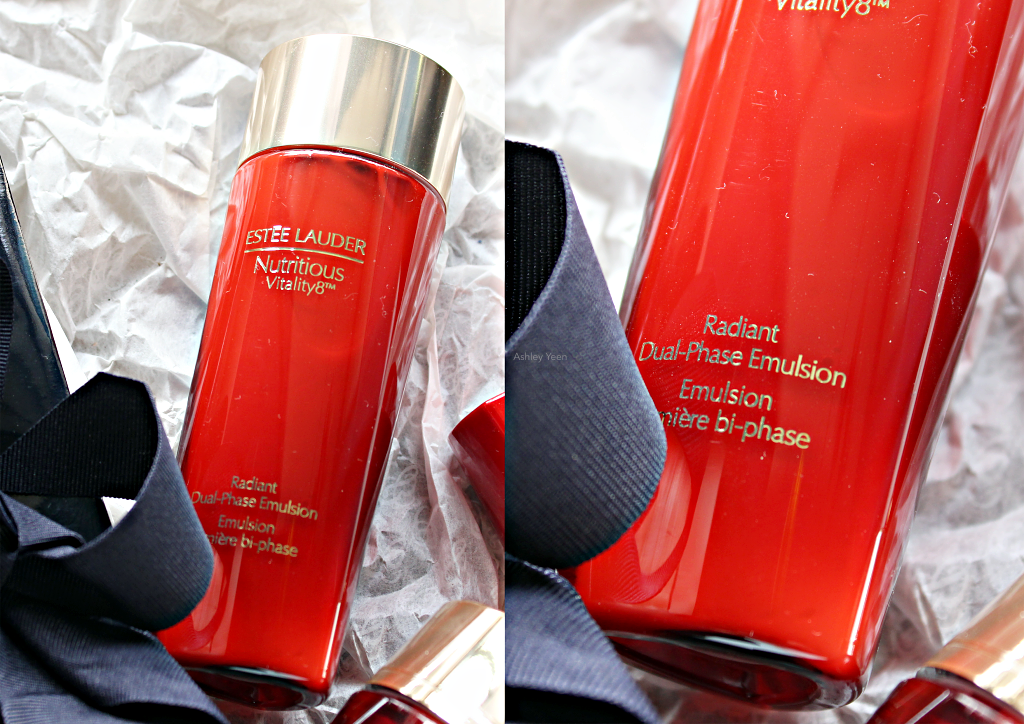 ESTĒE LAUDER
Nutritious
Vitality8™
Radiant
Dual-Phase Emulsion
Emulsion
bi-phase
Vitality8™
Radiant
Dual-Phase Emulsion
Emulsion
bi-phase
Ashley Yeen